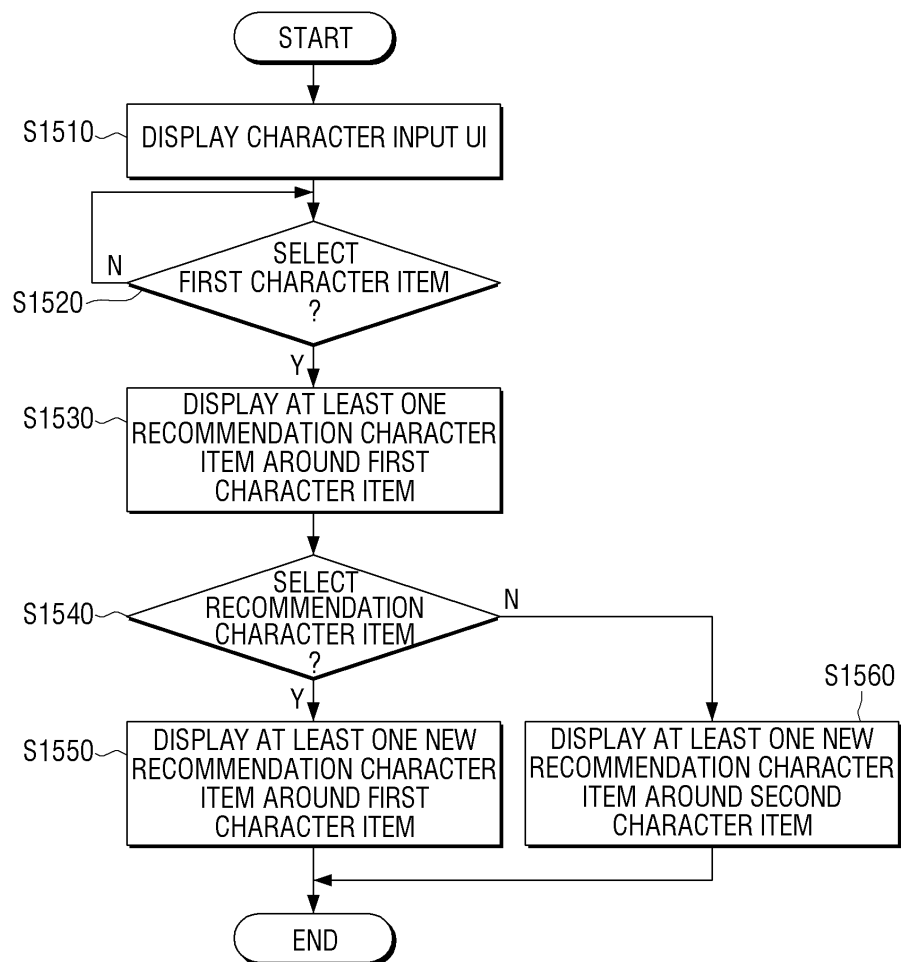 START
S1510
DISPLAY CHARACTER INPUT UI
N
SELECT
FIRST CHARACTER ITEM
?
S1520
Y
S1530
DISPLAY AT LEAST ONE
RECOMMENDATION CHARACTER
ITEM AROUND FIRST
CHARACTER ITEM
S1540
SELECT
RECOMMENDATION
CHARACTER ITEM
?
N
Y
S1560
S1550
DISPLAY AT LEAST ONE NEW
RECOMMENDATION CHARACTER
ITEM AROUND FIRST
CHARACTER ITEM
DISPLAY AT LEAST ONE NEW
RECOMMENDATION CHARACTER
ITEM AROUND SECOND
CHARACTER ITEM
END